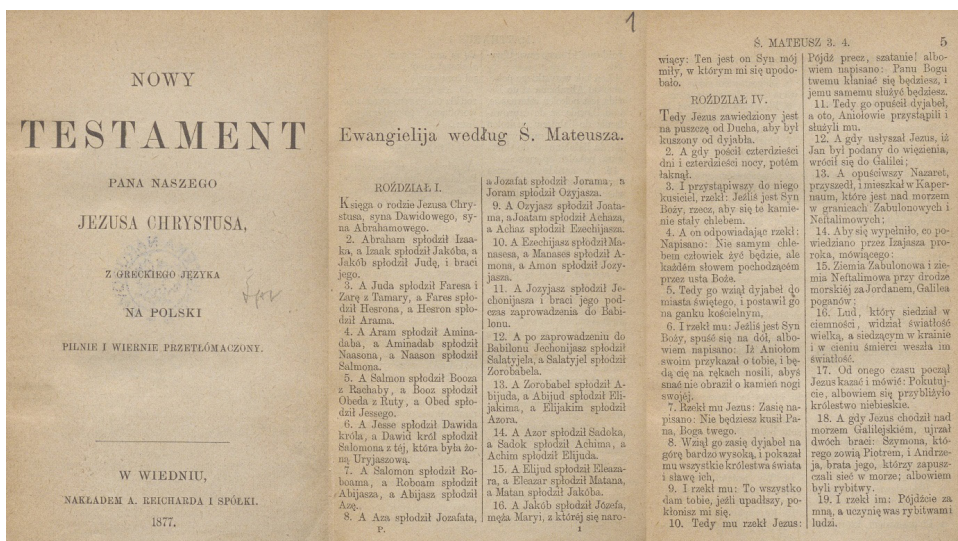 NOWY
TESTAMENT
PANA NASZEGO
JEZUSA CHRYSTUSA,
Z GRECKIEGO JĘZYKA
NA POLSKI
PILNIE I WIERNIE PRZETŁÓMACZONY.
W WIEDNIU,
NAKŁADEM A. REICHARDA I SPÓŁKI.
1877.
1
Ewangielija według Ś. Mateusza.
ROŹDZIAŁ I.
Księga o rodzie Jezusa Chry-
stusa, syna Dawidowego, sy-
na Abrahamowego.
2. Abraham spłodził Izaa-
ka, a Izaak spłodził Jakóba, a
Jakób spłodził Judę, i braci
jego.
3. A Juda spłodził Faresa i
Zarę z Tamary, a Fares spło-
dził Hesrona, a Hesron spło-
dził Arama.
4. A Aram spłodził Amina-
daba, a Aminadab spłodził
Naasona, a Naason spłodził
Salmona.
5. A Salmon spłodził Booza
z Rachaby, a Booz spłodził
Obeda z Ruty, a Obed spło-
dził Jessego.
6. A Jesse spłodził Dawida
króla, a Dawid król spłodził
Salomona z téj, która była żo-
ną Uryjaszową.
7. A Salomon spłodził Ro-
boama, a Roboam spłodził
Abijasza, a Abijasz spłodził
Azę.
8. A Aza spłodził Jozafata,
P.
a Jozafat spłodził Jorama, a
Joram spłodził Ozyjasza.
9. A Ozyjasz spłodził Joata-
ma, a Joatam spłodził Achaza,
a Achaz spłodził Ezechijasza.
10. A Ezechijasz spłodził Ma-
nasesa, a Manases spłodził A-
mona, a Amon spłodził Jozy-
jasza.
11. A Jozyjasz spłodził Je-
chonijasza i braci jego pod-
czas zaprowadzenia do Babi-
lonu.
12. A po zaprowadzeniu do
Babilonu Jechonijasz spłodził
Salatyjela, a Salatyjel spłodził
Zorobabela.
13. A Zorobabel spłodził A-
bijuda, a Abijud spłodził Elij-
jakima, a Elijakim spłodził
Azora.
14. A Azor spłodził Sadoka,
a Sadok spłodził Achima, a
Achim spłodził Elijuda.
15. A Elijud spłodził Eleaza-
ra, a Eleazar spłodził Matana,
a Matan spłodził Jakóba.
16. A Jakób spłodził Józefa,
męża Maryi, z któréj się naro-
1
Ś. MATEUSZ 3. 4.
5
wiący: Ten jest on Syn mój
miły, w którym mi się upodo-
bało.
ROŹDZIAŁ IV.
Tedy Jezus zawiedziony jest
na puszczę od Ducha, aby był
kuszony od dyjabła.
2. A gdy pościł czterdzieści
dni i czterdzieści nocy, potém
łaknął.
3. I przystąpiwszy do niego
kusiciel, rzekł: Jeźliś jest Syn
Boży, rzecz, aby się te kamie-
nie stały chlebem.
4. A on odpowiadając rzekł:
Napisano: Nie samym chle-
bem człowiek żyć będzie, ale
każdém słowem pochodzącém
przez usta Boże.
5. Tedy go wziął dyjabeł do
miasta świętego, i postawił go
na ganku kościelnym,
6. I rzekł mu: Jeźliś jest Syn
Boży, spuść się na dół, albo-
wiem napisano: Iż Aniołom
swoim przykazał o tobie, i bę-
dą cię na rękach nosili, abyś
snać nie obraził o kamień nogi
swojéj.
7. Rzekł mu Jezus: Zasię na-
pisano: Nie będziesz kusił Pa-
na, Boga twego.
8. Wziął go zasię dyjabeł na
górę bardzo wysoką, i pokazał
mu wszystkie królestwa świata
i sławę ich,
9. I rzekł mu: To wszystko
dam tobie, jeźli upadłszy, po-
kłonisz mi się.
10. Tedy mu rzekł Jezus:
Pójdź precz, szatanie! albo-
wiem napisano: Panu Bogu
twemu kłaniać się będziesz, i
jemu samemu służyć będziesz.
11. Tedy go opuścił dyjabeł,
a oto, Aniołowie przystąpili i
służyli mu.
12. A gdy usłyszał Jezus, iż
Jan był podany do więzienia,
wrócił się do Galilei;
13. A opuściwszy Nazaret,
przyszedł, i mieszkał w Kaper-
naum, które jest nad morzem
w granicach Zabulonowych i
Neftalimowych;
14. Aby się wypełniło, co po-
wiedziano przez Izajasza pro-
roka, mówiącego:
15. Ziemia Zabulonowa i zie-
mia Neftalimowa przy drodze
morskiéj za Jordanem, Galilea
poganów;
16. Lud, który siedział w
ciemności, widział światłość
wielką, a siedzącym w krainie
i w cieniu śmierci weszła im
światłość.
17. Od onego czasu począł
Jezus kazać i mówić: Pokutuj-
cie, albowiem się przybliżyło
królestwo niebieskie.
18. A gdy Jezus chodził nad
morzem Galilejskiém, ujrzał
dwóch braci: Szymona, któ-
rego zowią Piotrem, i Andrze-
ja, brata jego, którzy zapusz-
czali sieć w morze; albowiem
byli rybitwy.
19. I rzekł im: Pójdźcie za
mną, a uczynię was rybitwami
ludzi.